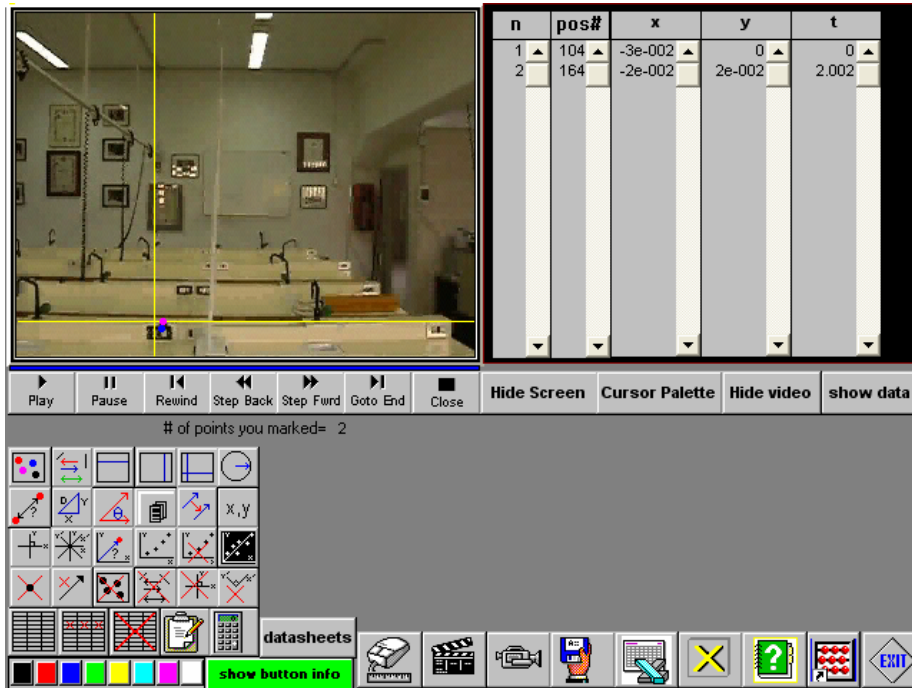 n pos# x y t
1 104 -3e-002 0 0
2 164 -2e-002 2e-002 2.002
Play Pause Rewind Step Back Step Fwrd Goto End Close Hide Screen Cursor Palette Hide video show data
# of points you marked= 2
? D Y X θ x,y
Y x Y x' Y ? x Y x Y x Y x
X Y x Y x'
datasheets
show button info
A:
?
EXIT